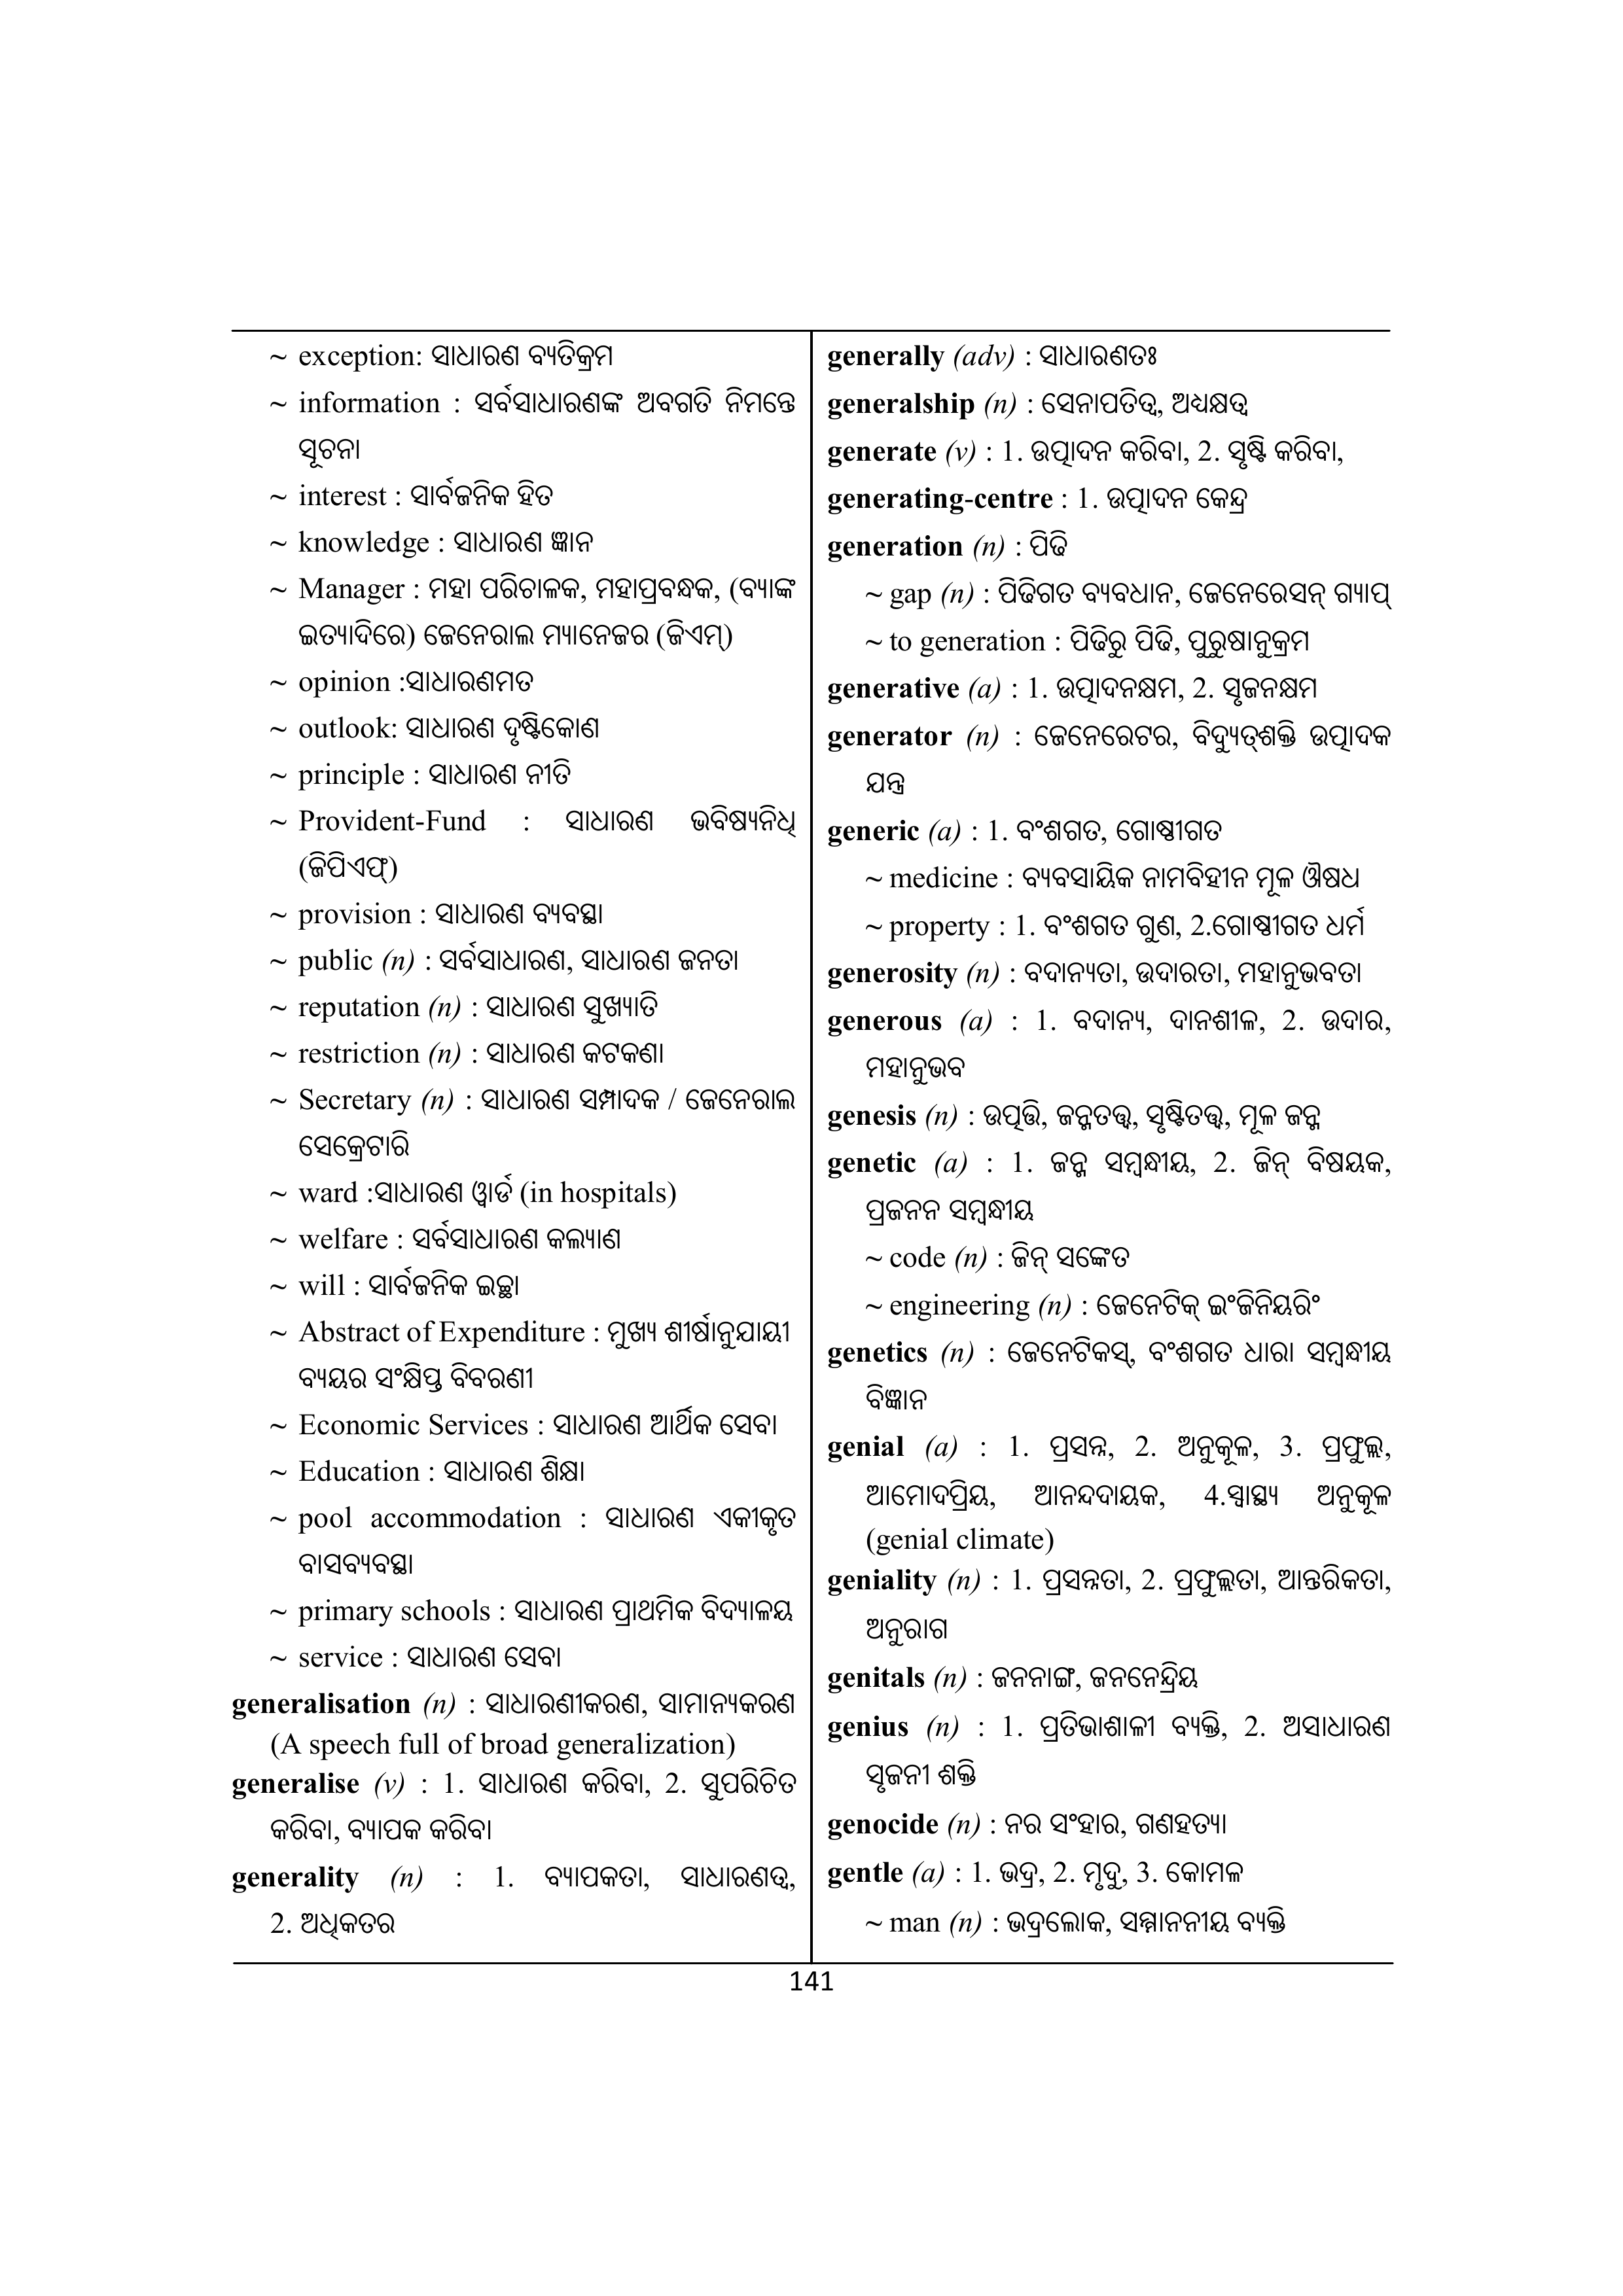 ~ exception: ସାଧାରଣ ବ୍ୟତିକ୍ରମ
~ information : ସର୍ବସାଧାରଣଙ୍କ ଅବଗତି ନିମନ୍ତେ
ସୂଚନା
~ interest : ସାର୍ବଜନିକ ହିତ
~ knowledge : ସାଧାରଣ ଜ୍ଞାନ
~ Manager : ମହା ପରିଚାଳକ, ମହାପ୍ରବନ୍ଧକ, (ବ୍ୟାଙ୍କ
ଇତ୍ୟାଦିରେ) ଜେନେରାଲ ମ୍ୟାନେଜର (ଜିଏମ୍)
~ opinion :ସାଧାରଣମତ
~ outlook: ସାଧାରଣ ଦୃଷ୍ଟିକୋଣ
~ principle : ସାଧାରଣ ନୀତି
~ Provident-Fund : ସାଧାରଣ ଭବିଷ୍ୟନିଧି
(ଜିପିଏଫ୍)
~ provision : ସାଧାରଣ ବ୍ୟବସ୍ଥା
~ public (n) : ସର୍ବସାଧାରଣ, ସାଧାରଣ ଜନତା
~ reputation (n) : ସାଧାରଣ ସୁଖ୍ୟାତି
~ restriction (n) : ସାଧାରଣ କଟକଣା
~ Secretary (n) : ସାଧାରଣ ସମ୍ପାଦକ / ଜେନେରାଲ
ସେକ୍ରେଟାରି
~ ward :ସାଧାରଣ ୱାର୍ଡ (in hospitals)
~ welfare : ସର୍ବସାଧାରଣ କଲ୍ୟାଣ
~ will : ସାର୍ବଜନିକ ଇଚ୍ଛା
~ Abstract of Expenditure : ମୁଖ୍ୟ ଶୀର୍ଷାନୁଯାୟୀ
ବ୍ୟୟର ସଂକ୍ଷିପ୍ତ ବିବରଣୀ
~ Economic Services : ସାଧାରଣ ଆର୍ଥିକ ସେବା
~ Education : ସାଧାରଣ ଶିକ୍ଷା
~ pool accommodation : ସାଧାରଣ ଏକୀକୃତ
ବାସବ୍ୟବସ୍ଥା
~ primary schools : ସାଧାରଣ ପ୍ରାଥମିକ ବିଦ୍ୟାଳୟ
~ service : ସାଧାରଣ ସେବା
generalisation (n) : ସାଧାରଣୀକରଣ, ସାମାନ୍ୟକରଣ
(A speech full of broad generalization)
generalise (v) : 1. ସାଧାରଣ କରିବା, 2. ସୁପରିଚିତ
କରିବା, ବ୍ୟାପକ କରିବା
generality (n) : 1. ବ୍ୟାପକତା, ସାଧାରଣତ୍ୱ,
2. ଅଧିକତର
generally (adv) : ସାଧାରଣତଃ
generalship (n) : ସେନାପତିତ୍ୱ, ଅଧ୍ୟକ୍ଷତ୍ୱ
generate (v) : 1. ଉତ୍ପାଦନ କରିବା, 2. ସୃଷ୍ଟି କରିବା,
generating-centre : 1. ଉତ୍ପାଦନ କେନ୍ଦ୍ର
generation (n) : ପିଢି
~ gap (n) : ପିଢିଗତ ବ୍ୟବଧାନ, ଜେନେରେସନ୍ ଗ୍ୟାପ୍
~ to generation : ପିଢିରୁ ପିଢି, ପୁରୁଷାନୁକ୍ରମ
generative (a) : 1. ଉତ୍ପାଦନକ୍ଷମ, 2. ସୃଜନକ୍ଷମ
generator (n) : ଜେନେରେଟର, ବିଦ୍ୟୁତ୍‌ଶକ୍ତି ଉତ୍ପାଦକ
ଯନ୍ତ୍ର
generic (a) : 1. ବଂଶଗତ, ଗୋଷ୍ଠୀଗତ
~ medicine : ବ୍ୟବସାୟିକ ନାମବିହୀନ ମୂଳ ଔଷଧ
~ property : 1. ବଂଶଗତ ଗୁଣ, 2.ଗୋଷ୍ଠୀଗତ ଧର୍ମ
generosity (n) : ବଦାନ୍ୟତା, ଉଦାରତା, ମହାନୁଭବତା
generous (a) : 1. ବଦାନ୍ୟ, ଦାନଶୀଳ, 2. ଉଦାର,
ମହାନୁଭବ
genesis (n) : ଉତ୍ପତ୍ତି, ଜନ୍ମତତ୍ତ୍ୱ, ସୃଷ୍ଟିତତ୍ତ୍ୱ, ମୂଳ ଜନ୍ମ
genetic (a) : 1. ଜନ୍ମ ସମ୍ବନ୍ଧୀୟ, 2. ଜିନ୍ ବିଷୟକ,
ପ୍ରଜନନ ସମ୍ବନ୍ଧୀୟ
~ code (n) : ଜିନ୍ ସଙ୍କେତ
~ engineering (n) : ଜେନେଟିକ୍ ଇଂଜିନିୟରିଂ
genetics (n) : ଜେନେଟିକସ୍, ବଂଶଗତ ଧାରା ସମ୍ବନ୍ଧୀୟ
ବିଜ୍ଞାନ
genial (a) : 1. ପ୍ରସନ୍ନ, 2. ଅନୁକୂଳ, 3. ପ୍ରଫୁଲ୍ଲ,
ଆମୋଦପ୍ରିୟ, ଆନନ୍ଦଦାୟକ, 4.ସ୍ୱାସ୍ଥ୍ୟ ଅନୁକୂଳ
(genial climate)
geniality (n) : 1. ପ୍ରସନ୍ନତା, 2. ପ୍ରଫୁଲ୍ଲତା, ଆନ୍ତରିକତା,
ଅନୁରାଗ
genitals (n) : ଜନନାଙ୍ଗ, ଜନନେନ୍ଦ୍ରିୟ
genius (n) : 1. ପ୍ରତିଭାଶାଳୀ ବ୍ୟକ୍ତି, 2. ଅସାଧାରଣ
ସୃଜନୀ ଶକ୍ତି
genocide (n) : ନର ସଂହାର, ଗଣହତ୍ୟା
gentle (a) : 1. ଭଦ୍ର, 2. ମୃଦୁ, 3. କୋମଳ
~ man (n) : ଭଦ୍ରଲୋକ, ସମ୍ମାନନୀୟ ବ୍ୟକ୍ତି
141